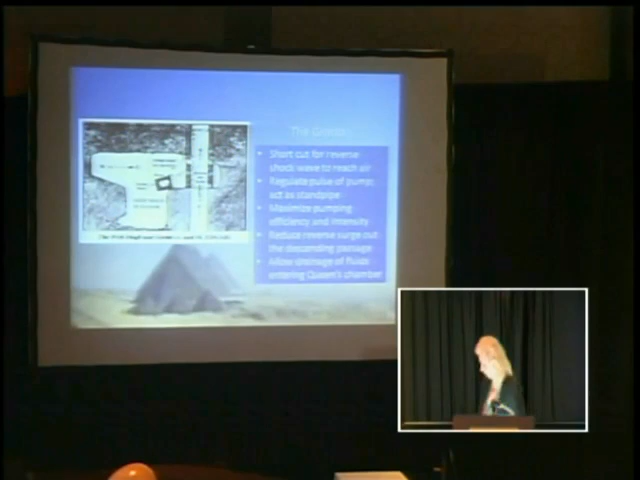 The Grotto
• Short cut for reverse
shock wave to reach air
• Regulate pulse of pump;
act as standpipe
• Maximize pumping
efficiency and intensity
• Reduce reverse surge out
the descending passage
• Allow drainage of fluids
entering Queen's chamber